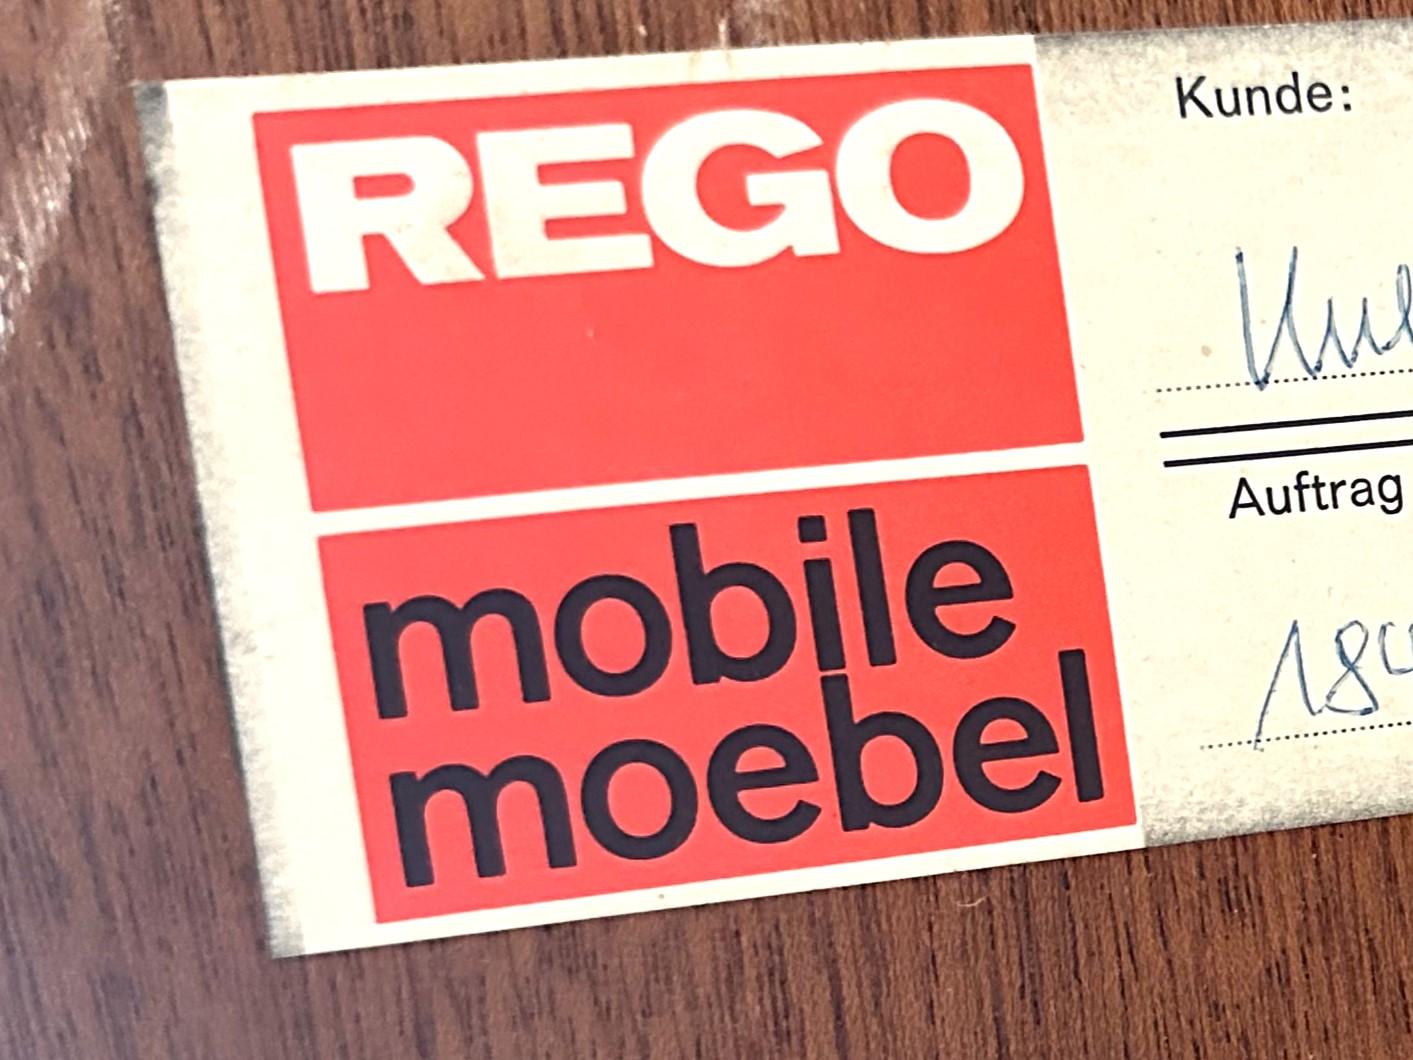 REGO
mobile
moebel
Kunde:
Auftrag